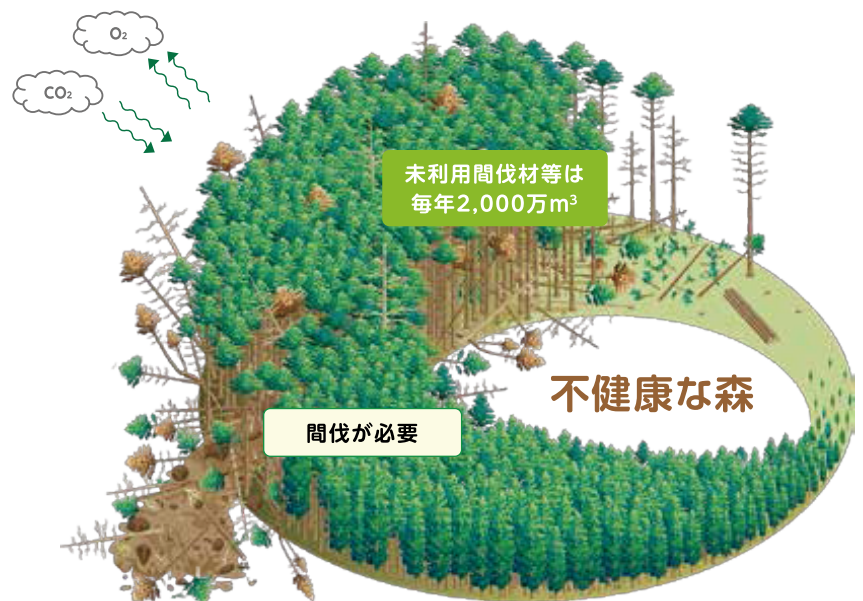 O₂
CO₂
未利用間伐材等は
毎年2,000万m³
不健康な森
間伐が必要